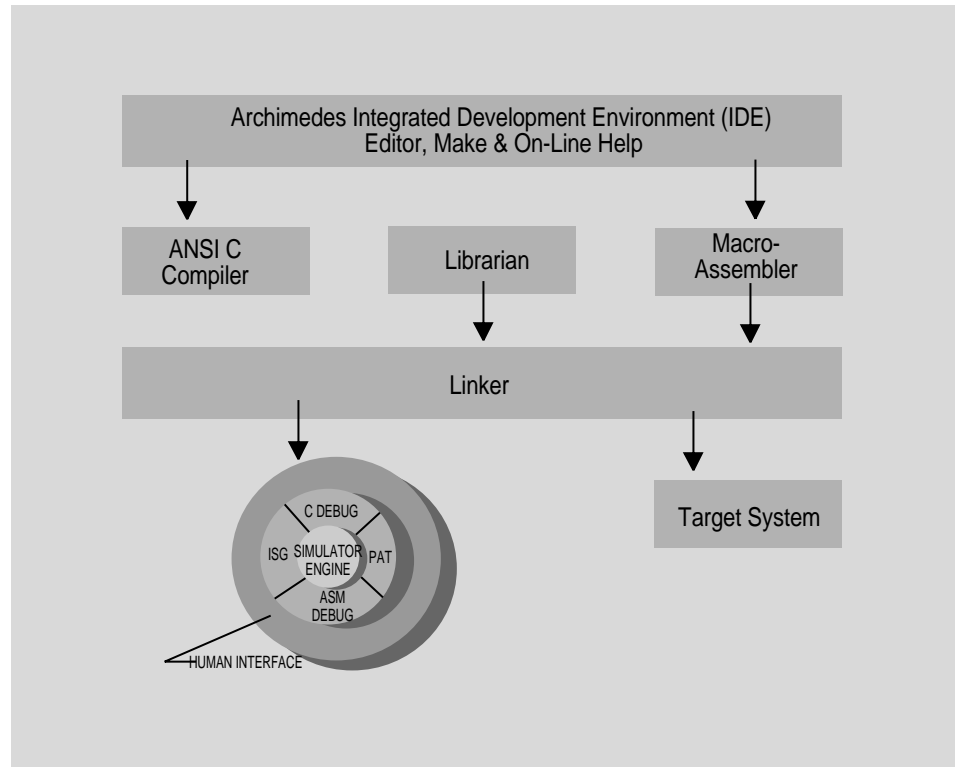 Archimedes Integrated Development Environment (IDE)
Editor, Make & On-Line Help
ANSI C
Compiler
Librarian
Macro-
Assembler
Linker
C DEBUG
ISG
SIMULATOR
ENGINE
PAT
ASM
DEBUG
HUMAN INTERFACE
Target System